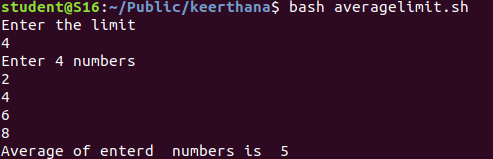 student@S16:~/Public/keerthana$ bash averagelimit.sh
Enter the limit
4
Enter 4 numbers
2
4
6
8
Average of enterd  numbers is  5